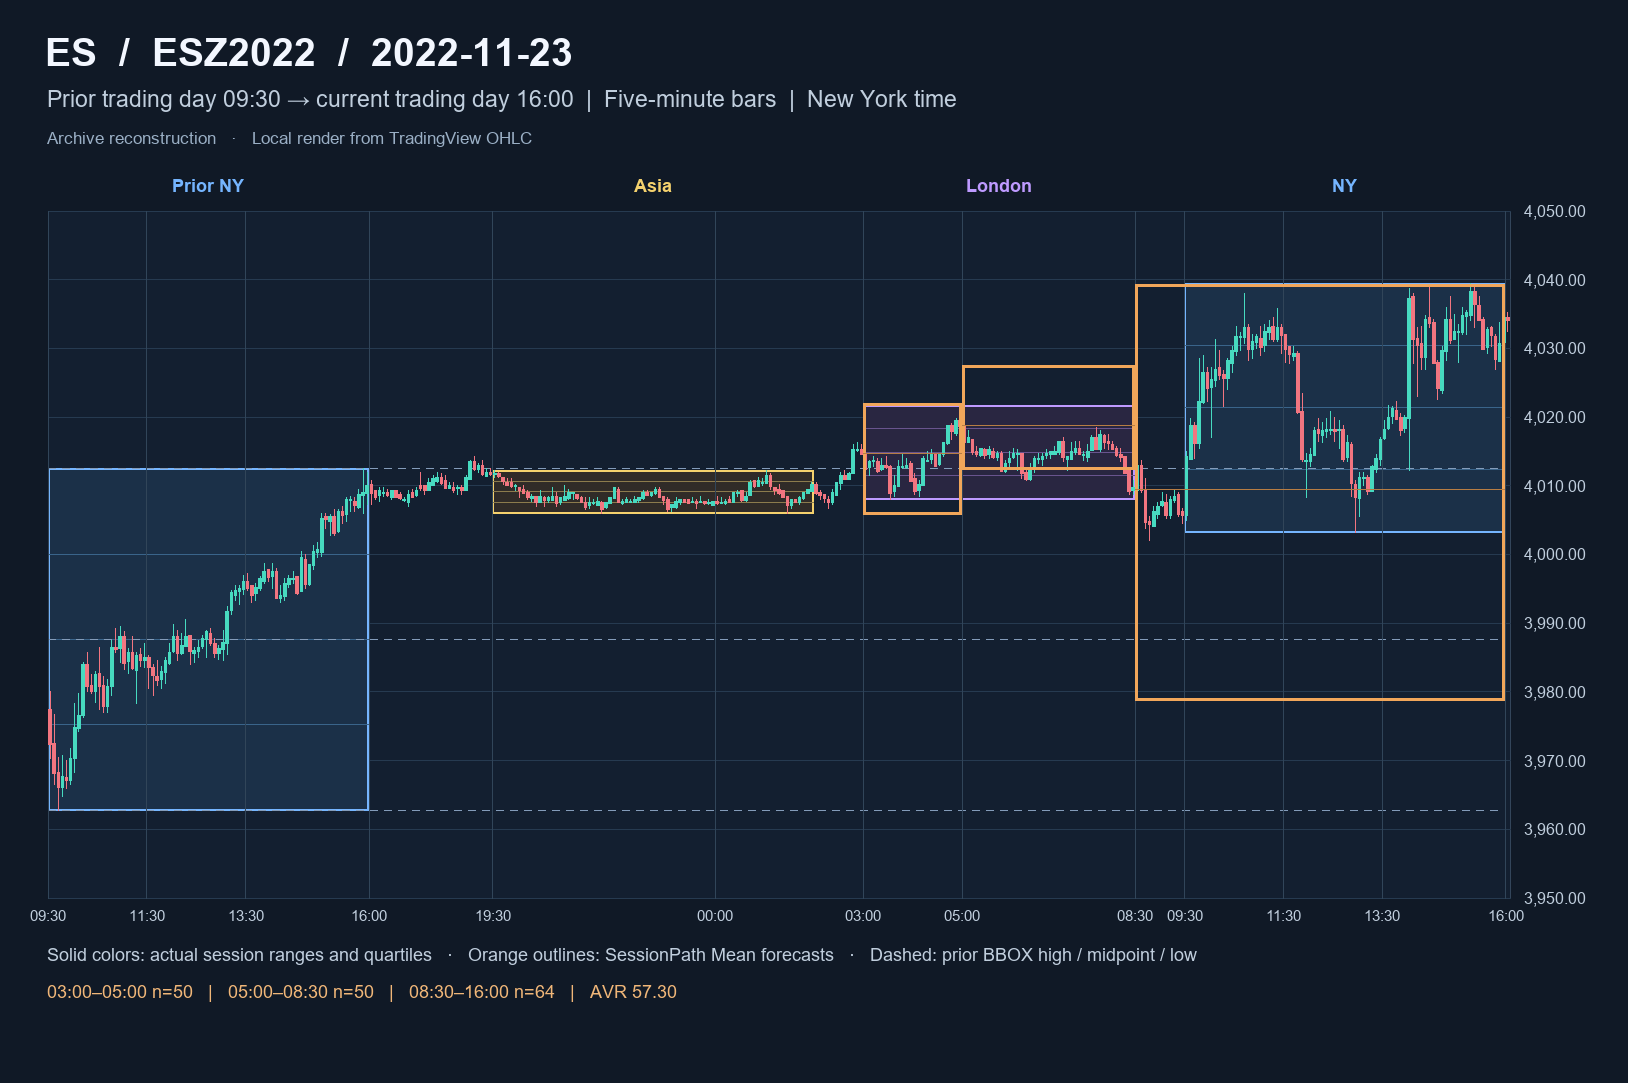 ES / ESZ2022 / 2022-11-23
Prior trading day 09:30 → current trading day 16:00 | Five-minute bars | New York time
Archive reconstruction · Local render from TradingView OHLC
Prior NY Asia London NY
4,050.00
4,040.00
4,030.00
4,020.00
4,010.00
4,000.00
3,990.00
3,980.00
3,970.00
3,960.00
3,950.00
09:30 11:30 13:30 16:00 19:30 00:00 03:00 05:00 08:30 09:30 11:30 13:30 16:00
Solid colors: actual session ranges and quartiles · Orange outlines: SessionPath Mean forecasts · Dashed: prior BBOX high / midpoint / low
03:00–05:00 n=50 | 05:00–08:30 n=50 | 08:30–16:00 n=64 | AVR 57.30